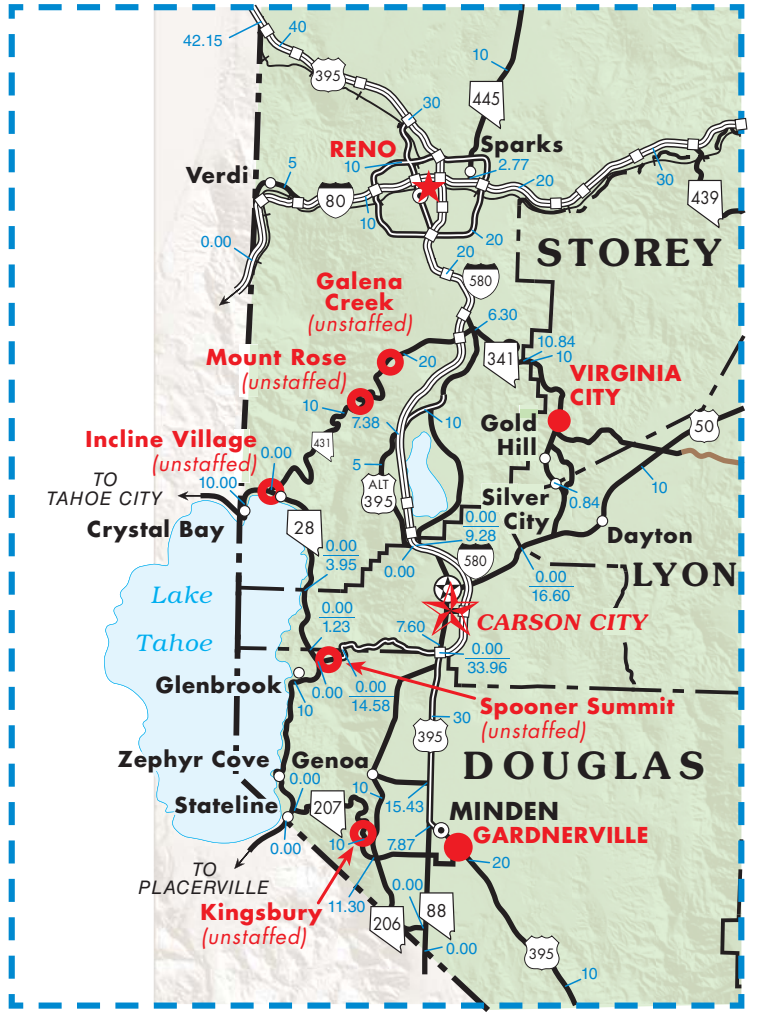 40
42.15
395
10
445
30
RENO
Sparks
10
2.77
Verdi
5
80
10
20
30
439
0.00
20
20
STOREY
580
Galena
Creek
(unstaffed)
6.30
20
341
10.84
10
Mount Rose
(unstaffed)
VIRGINIA
CITY
10
7.38
10
Gold
Hill
50
Incline Village
(unstaffed)
431
0.00
5
ALT
395
10
TO
TAHOE CITY
10.00
Silver
City
0.84
Crystal Bay
28
0.00
9.28
Dayton
0.00
3.95
0.00
580
0.00
16.60
LYON
Lake
Tahoe
0.00
1.23
7.60
CARSON CITY
0.00
33.96
Glenbrook
10
0.00
0.00
14.58
Spooner Summit
(unstaffed)
30
395
Zephyr Cove
Genoa
DOUGLAS
0.00
10
15.43
Stateline
207
MINDEN
GARDNERVILLE
0.00
10
7.87
20
TO
PLACERVILLE
11.30
0.00
Kingsbury
(unstaffed)
206
88
0.00
395
10